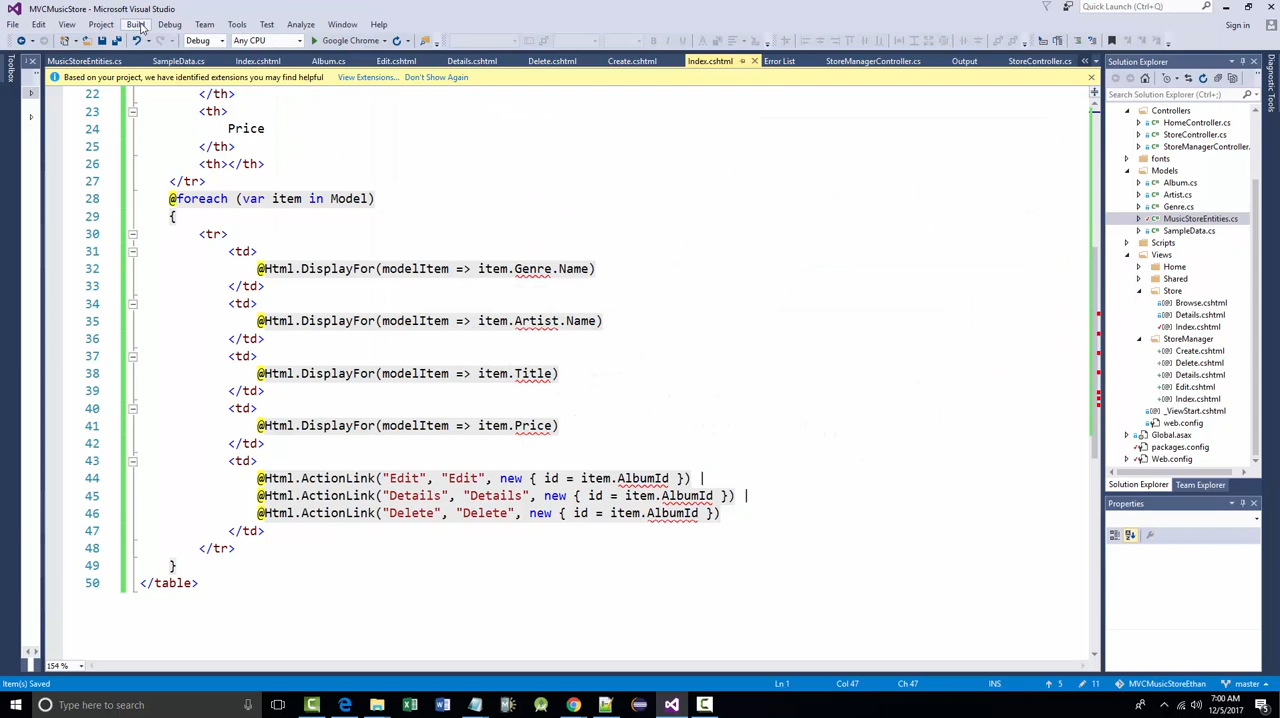 MVCMusicStore - Microsoft Visual Studio
Quick Launch (Ctrl+Q)
File Edit View Project Build Debug Team Tools Test Analyze Window Help
Sign in
Debug Any CPU Google Chrome
Toolbox
MusicStoreEntities.cs SampleData.cs Index.cshtml Album.cs Edit.cshtml Details.cshtml Delete.cshtml Create.cshtml Index.cshtml Error List StoreManagerController.cs Output StoreController.cs
Based on your project, we have identified extensions you may find helpful View Extensions... Don't Show Again
22 </th>
23 <th>
24 Price
25 </th>
26 <th></th>
27 </tr>
28 @foreach (var item in Model)
29 {
30 <tr>
31 <td>
32 @Html.DisplayFor(modelItem => item.Genre.Name)
33 </td>
34 <td>
35 @Html.DisplayFor(modelItem => item.Artist.Name)
36 </td>
37 <td>
38 @Html.DisplayFor(modelItem => item.Title)
39 </td>
40 <td>
41 @Html.DisplayFor(modelItem => item.Price)
42 </td>
43 <td>
44 @Html.ActionLink("Edit", "Edit", new { id = item.AlbumId }) |
45 @Html.ActionLink("Details", "Details", new { id = item.AlbumId }) |
46 @Html.ActionLink("Delete", "Delete", new { id = item.AlbumId })
47 </td>
48 </tr>
49 }
50 </table>
154 %
Solution Explorer
Search Solution Explorer (Ctrl+;)
Controllers
HomeController.cs
StoreController.cs
StoreManagerController.
fonts
Models
Album.cs
Artist.cs
Genre.cs
MusicStoreEntities.cs
SampleData.cs
Scripts
Views
Home
Shared
Store
Browse.cshtml
Details.cshtml
Index.cshtml
StoreManager
Create.cshtml
Delete.cshtml
Details.cshtml
Edit.cshtml
Index.cshtml
_ViewStart.cshtml
web.config
Global.asax
packages.config
Web.config
Solution Explorer Team Explorer
Properties
Diagnostic Tools
Item(s) Saved Ln 1 Col 47 Ch 47 INS 5 11 MVCMusicStoreEthan master
Type here to search
7:00 AM
12/5/2017